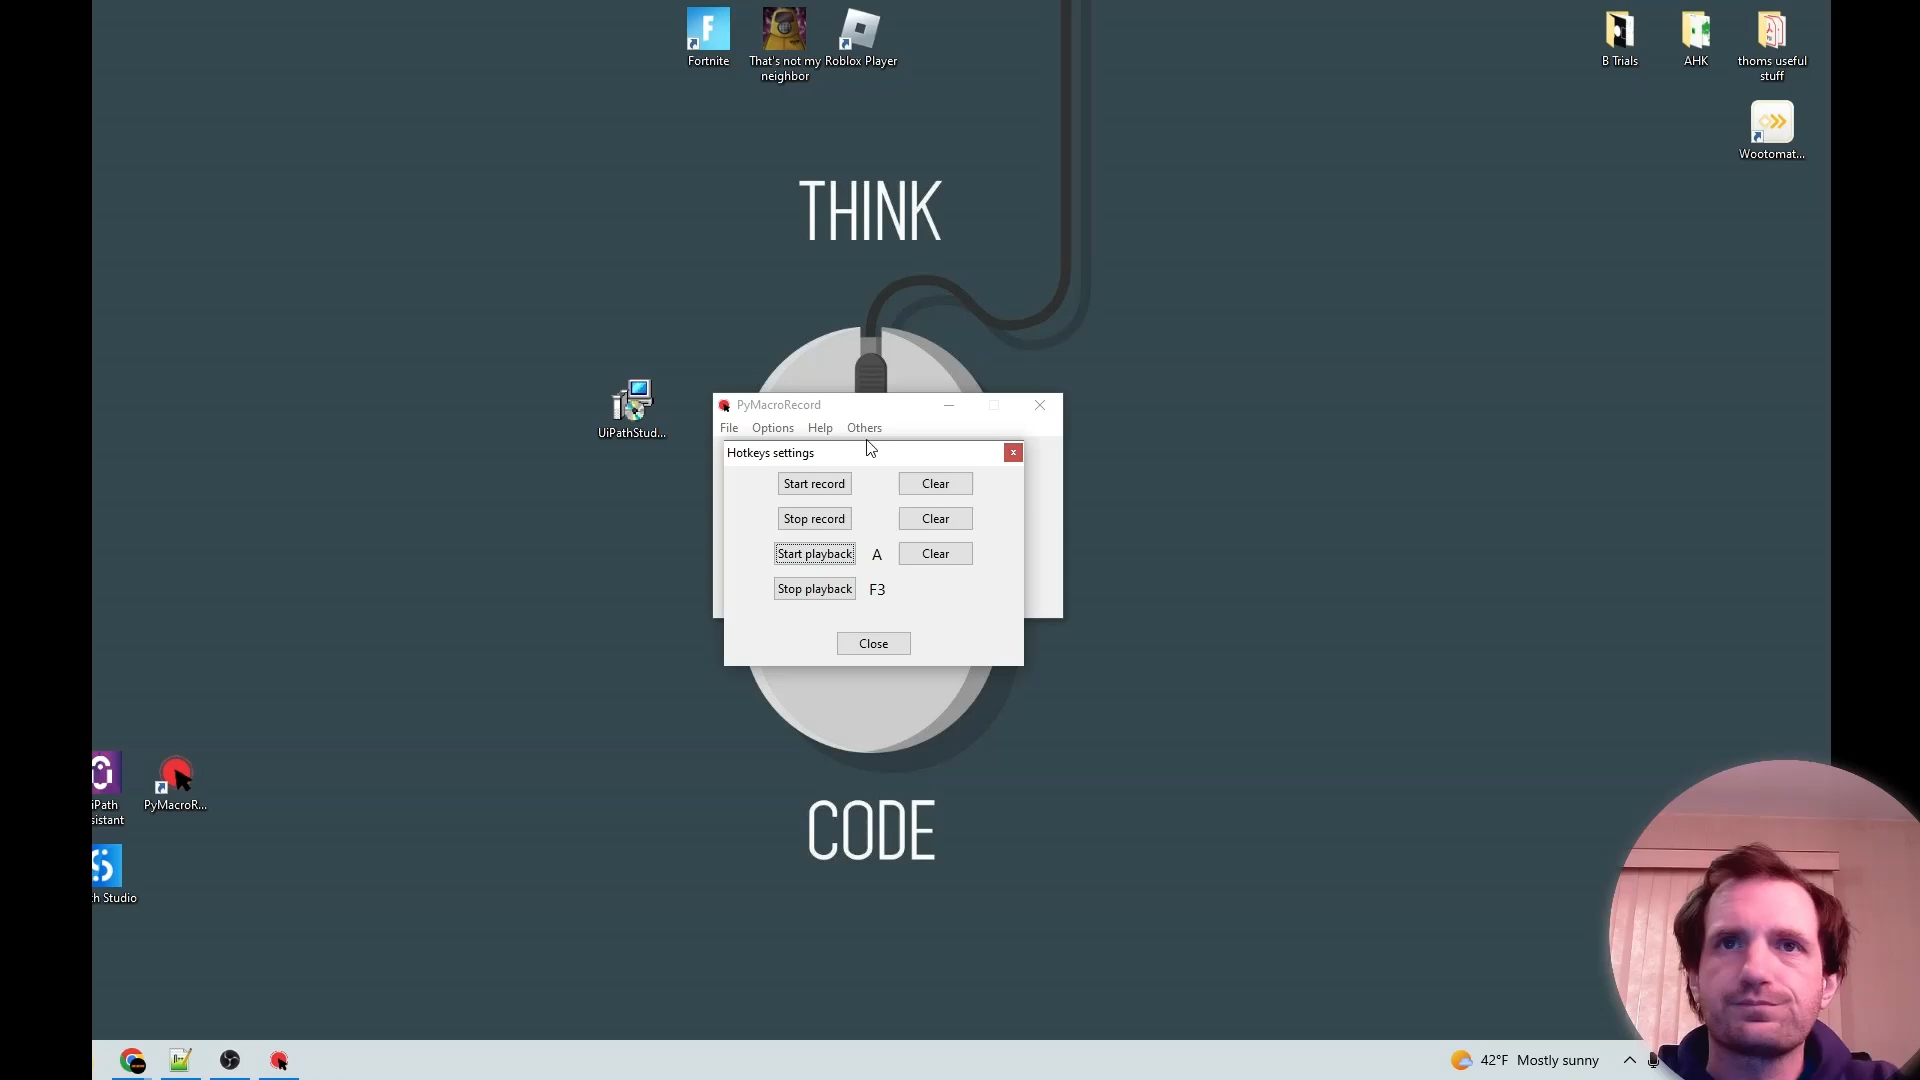 Fortnite
That's not my
neighbor
Roblox Player
B Trials
AHK
thoms useful
stuff
Wootomat...
THINK
UiPathStud...
PyMacroRecord
File Options Help Others
Hotkeys settings
x
Start record Clear
Stop record Clear
Start playback A Clear
Stop playback F3
Close
iPath
sistant
PyMacroR...
CODE
th Studio
42°F Mostly sunny